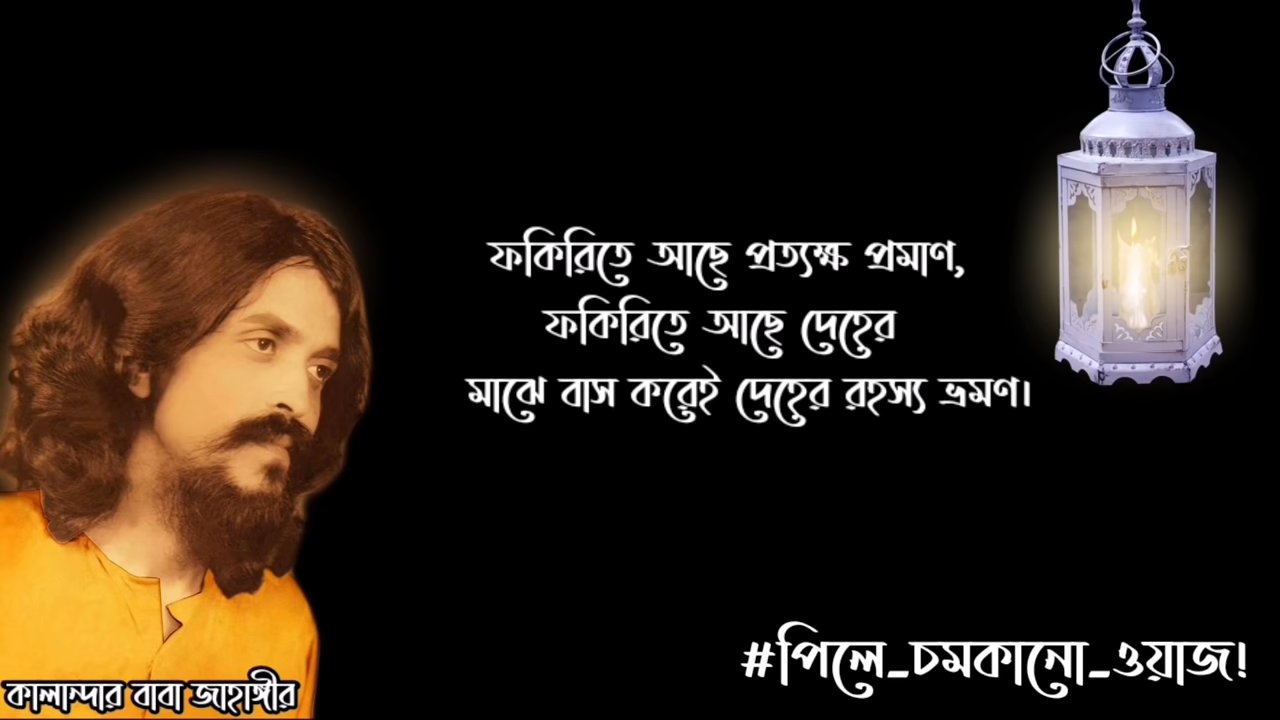 ফকিরিতে আছে প্রত্যক্ষ প্রমাণ,
ফকিরিতে আছে দেহের
মাঝে বাস করেই দেহের রহস্য ভ্রমণ।
#পিলে_চমকানো_ওয়াজ!
কালান্দার বাবা জাহাঙ্গীর